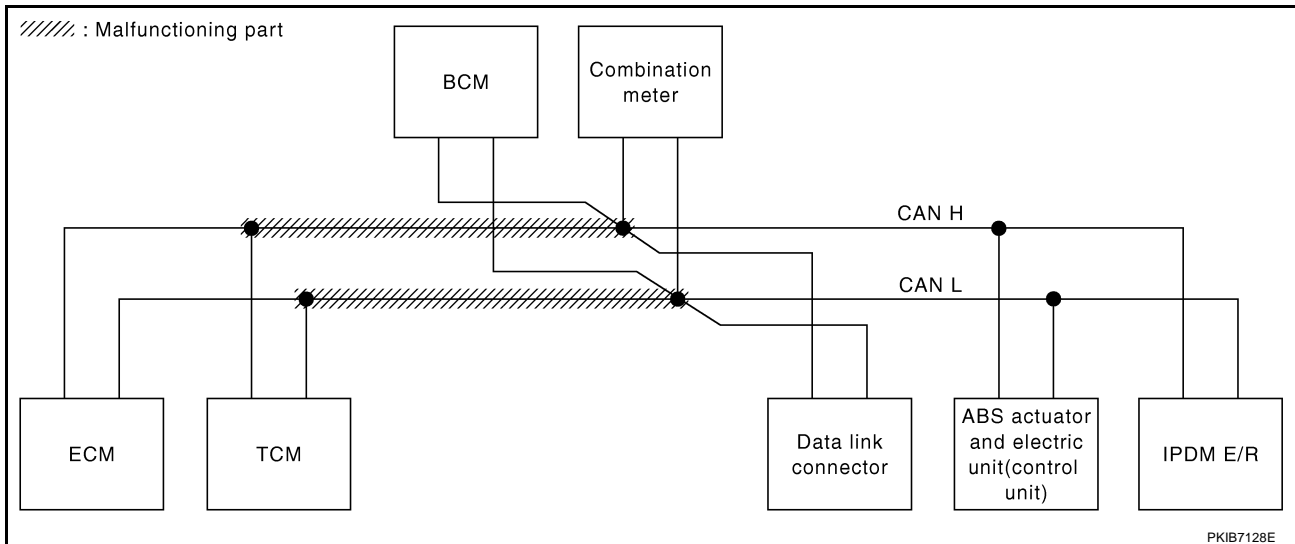 : Malfunctioning part
BCM
Combination
meter
CAN H
CAN L
ECM
TCM
Data link
connector
ABS actuator
and electric
unit(control
unit)
IPDM E/R
PKIB7128E